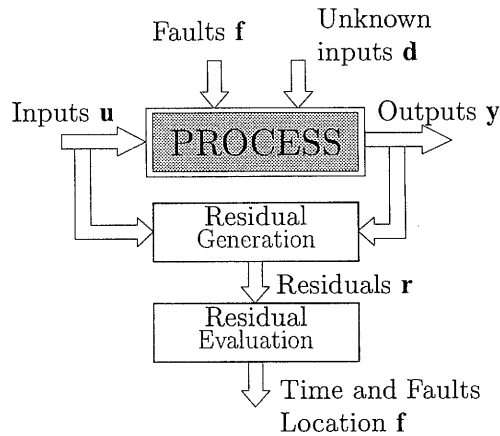 Faults f
Unknown
inputs d
Inputs u
Outputs y
PROCESS
Residual
Generation
Residuals r
Residual
Evaluation
Time and Faults
Location f